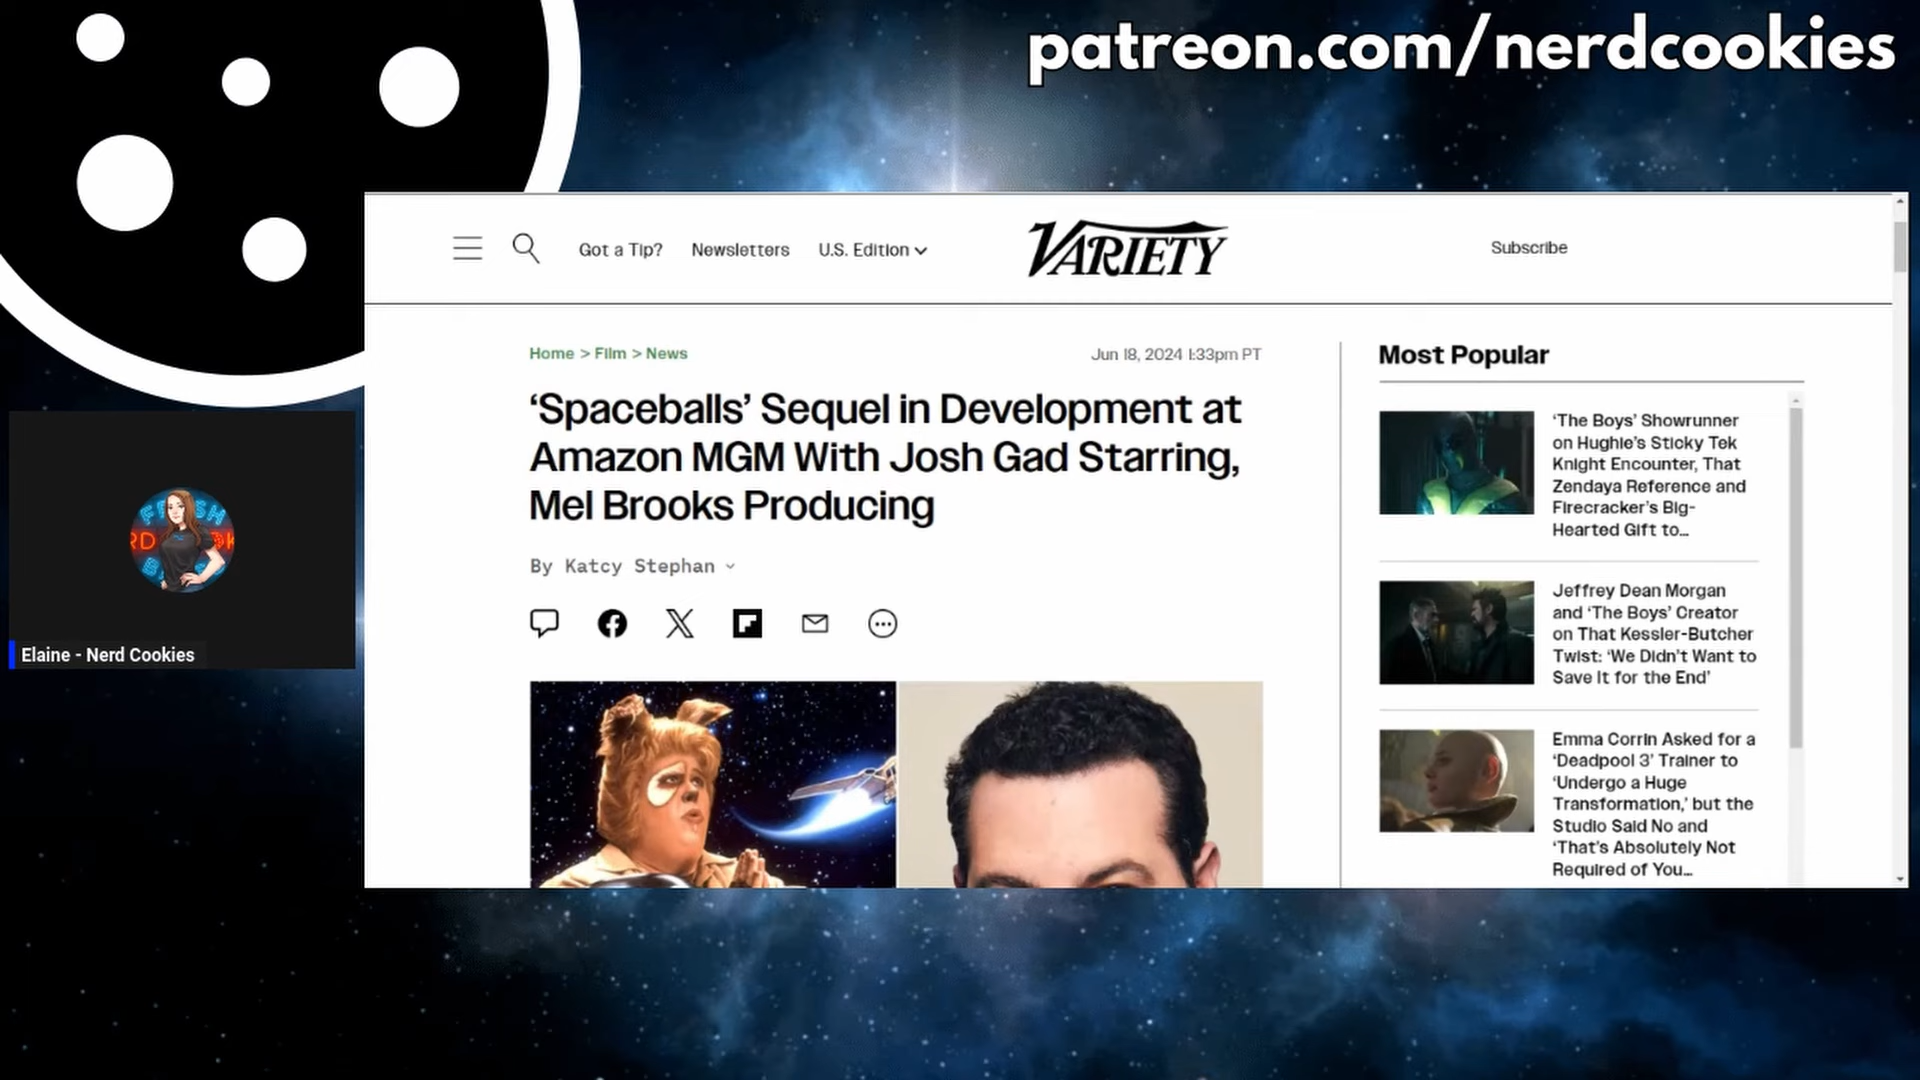 patreon.com/nerdcookies
Got a Tip?
Newsletters
U.S. Edition
VARIETY
Subscribe
Home > Film > News
Jun 18, 2024 1:33pm PT
‘Spaceballs’ Sequel in Development at
Amazon MGM With Josh Gad Starring,
Mel Brooks Producing
By Katcy Stephan
Most Popular
‘The Boys’ Showrunner
on Hughie’s Sticky Tek
Knight Encounter, That
Zendaya Reference and
Firecracker’s Big-
Hearted Gift to...
Jeffrey Dean Morgan
and ‘The Boys’ Creator
on That Kessler-Butcher
Twist: ‘We Didn’t Want to
Save It for the End’
Emma Corrin Asked for a
‘Deadpool 3’ Trainer to
‘Undergo a Huge
Transformation,’ but the
Studio Said No and
‘That’s Absolutely Not
Required of You...
Elaine - Nerd Cookies